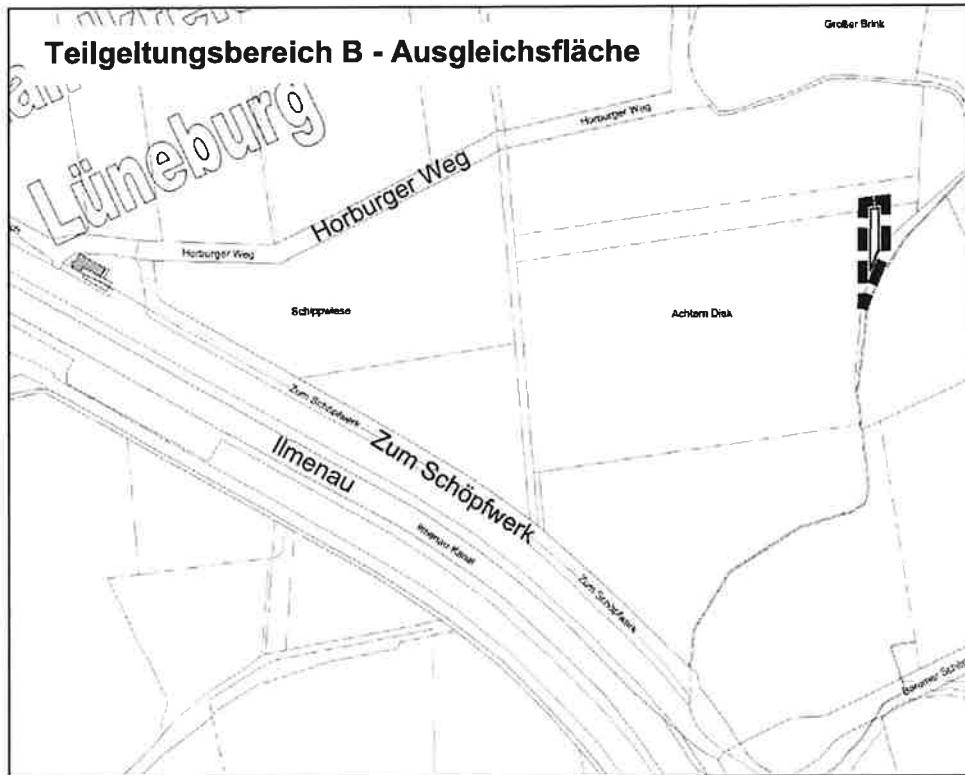 Großer Brink
Teilgeltungsbereich B - Ausgleichsfläche
Lüneburg
Horburger Weg
Horburger Weg
Horburger Weg
Schippwiese
Achtern Disk
Zum Schöpfwerk
Zum Schöpfwerk
Ilmenau
Ilmenau Kanal
Zum Schöpfwerk